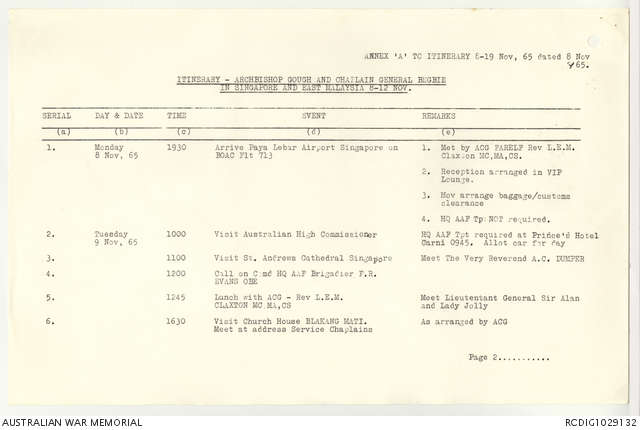 ANNEX 'A' TO ITINERARY 8-19 Nov, 65 dated 8 Nov
65.
ITINERARY - ARCHBISHOP GOUGH AND CHAPLAIN GENERAL BEGBIE
IN SINGAPORE AND EAST MALAYSIA 8-12 NOV.
SERIAL DAY & DATE TIME EVENT REMARKS
(a) (b) (c) (d) (e)
1. Monday 1930 Arrive Paya Lebar Airport Singapore on 1. Met by ACG FARELF Rev L.E.M.
8 Nov, 65 BOAC Flt 713 Claxton MC,MA,CS.
2. Reception arranged in VIP
Lounge.
3. Mov arrange baggage/customs
clearance
4. HQ AAF Tpt NOT required.
2. Tuesday 1000 Visit Australian High Commissioner HQ AAF Tpt required at
9 Nov, 65 0945. Allot car for day
3. 1100 Visit St. Andrews Cathedral Singapore Meet The Very Reverend A.C. DUMPER
4. 1200 Call on Comd HQ AAF Brigadier F.R.
EVANS OBE
5. 1245 Lunch with ACG - Rev L.E.M. Meet Lieutentant General Sir Alan
CLAXTON MC,MA,CS and Lady Jolly
6. 1630 Visit Church House BLAKANG MATI. As arranged by ACG
Meet at address Service Chaplains
Page 2...........
AUSTRALIAN WAR MEMORIAL RCDIG1029132